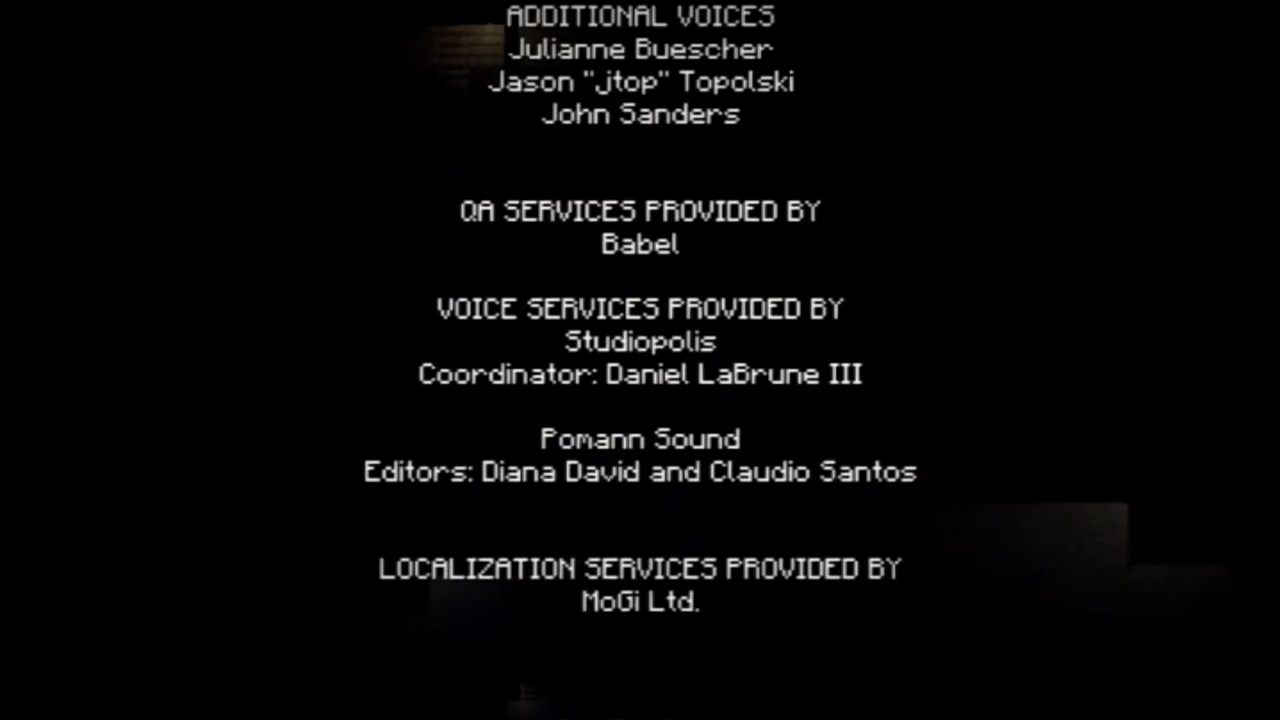 ADDITIONAL VOICES
Julianne Buescher
Jason "jtop" Topolski
John Sanders
QA SERVICES PROVIDED BY
Babel
VOICE SERVICES PROVIDED BY
Studiopolis
Coordinator: Daniel LaBrune III
Pomann Sound
Editors: Diana David and Claudio Santos
LOCALIZATION SERVICES PROVIDED BY
MoGi Ltd.